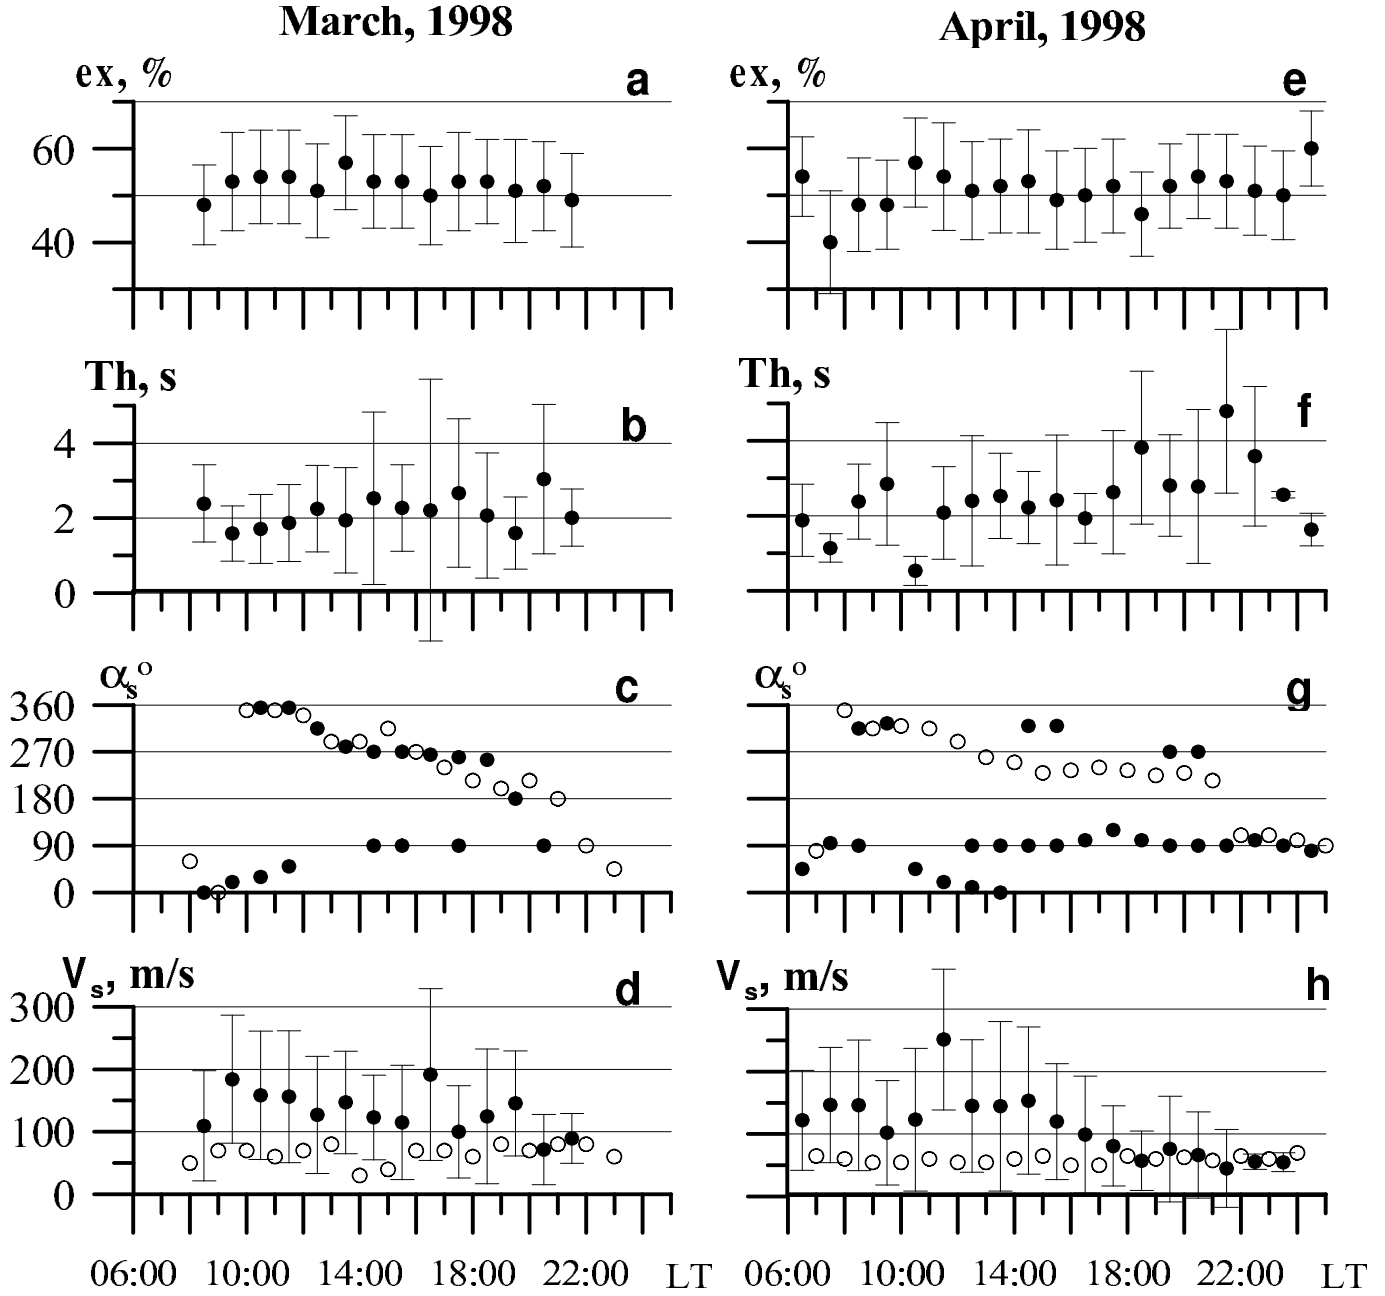 March, 1998
April, 1998
ex, %
a
60
40
ex, %
e
Th, s
b
4
2
0
Th, s
f
αs°
c
360
270
180
90
0
αs°
g
Vs, m/s
d
300
200
100
0
Vs, m/s
h
06:00 10:00 14:00 18:00 22:00 LT
06:00 10:00 14:00 18:00 22:00 LT